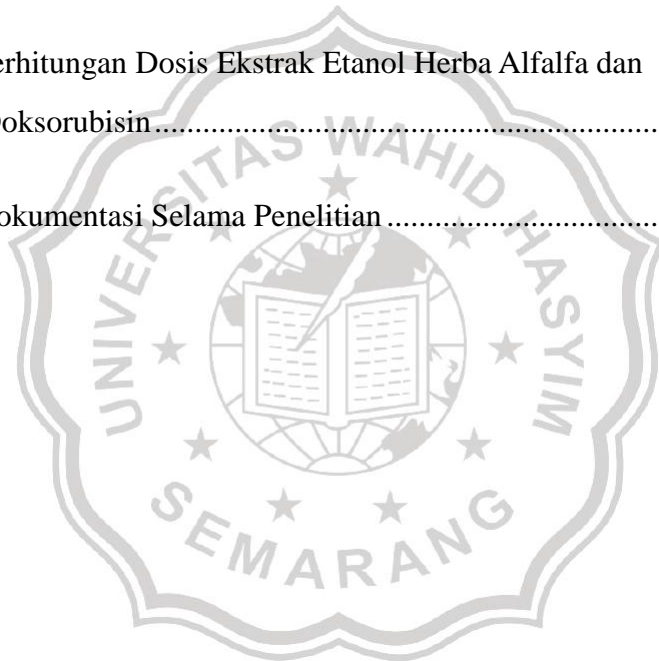 erhitungan Dosis Ekstrak Etanol Herba Alfalfa dan
oksorubisin....................................................................
okumentasi Selama Penelitian..................................
UNIVERSITAS WAHID HASYIM
SEMARANG